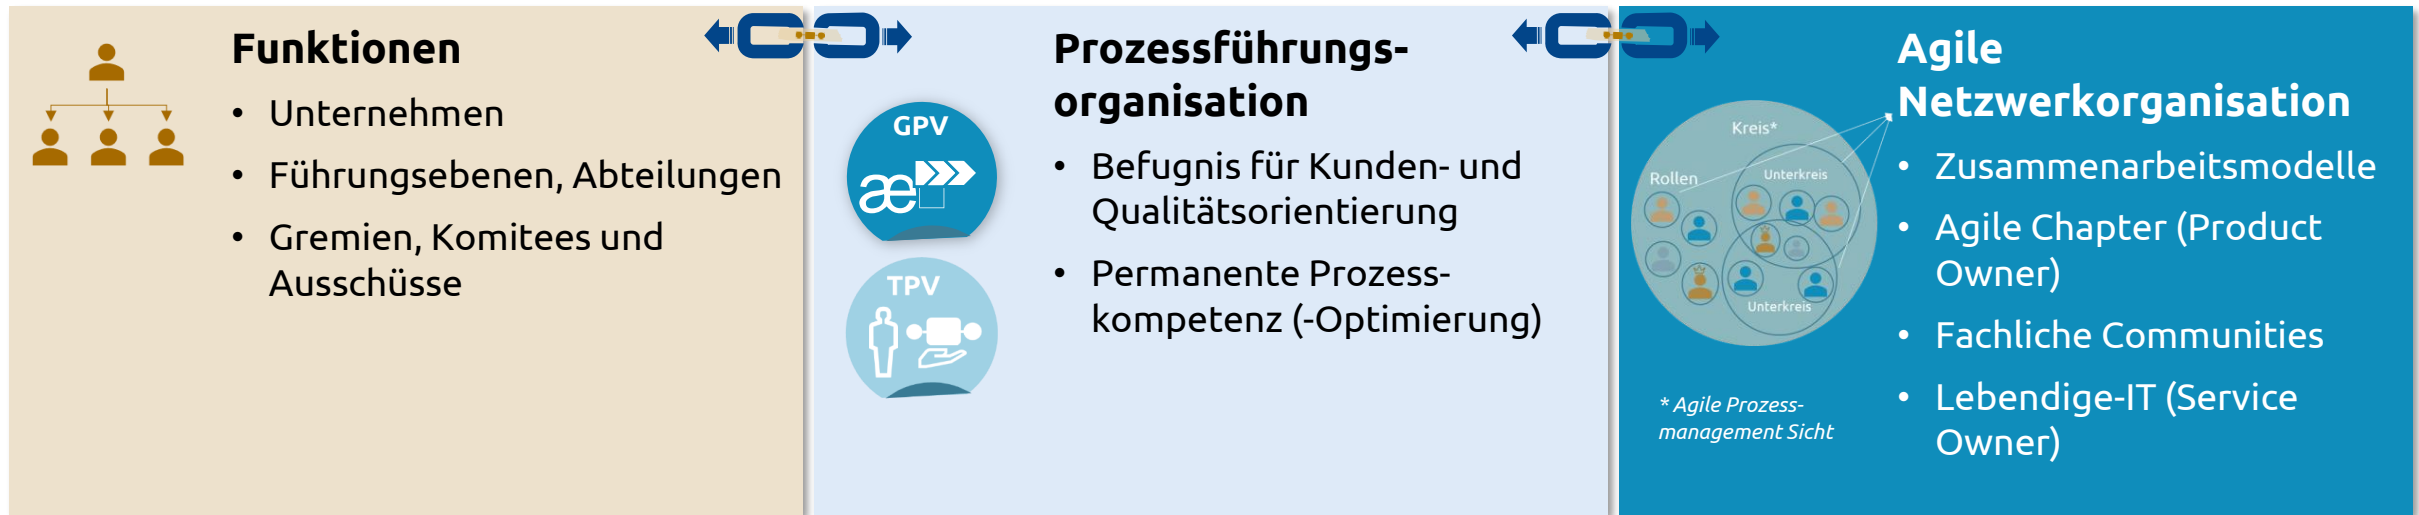 Funktionen
• Unternehmen
• Führungsebenen, Abteilungen
• Gremien, Komitees und
Ausschüsse
GPV
æ
TPV
Prozessführungs-
organisation
• Befugnis für Kunden- und
Qualitätsorientierung
• Permanente Prozess-
kompetenz (-Optimierung)
Kreis*
Rollen
Unterkreis
Unterkreis
* Agile Prozess-
management Sicht
Agile
Netzwerkorganisation
• Zusammenarbeitsmodelle
• Agile Chapter (Product
Owner)
• Fachliche Communities
• Lebendige-IT (Service
Owner)